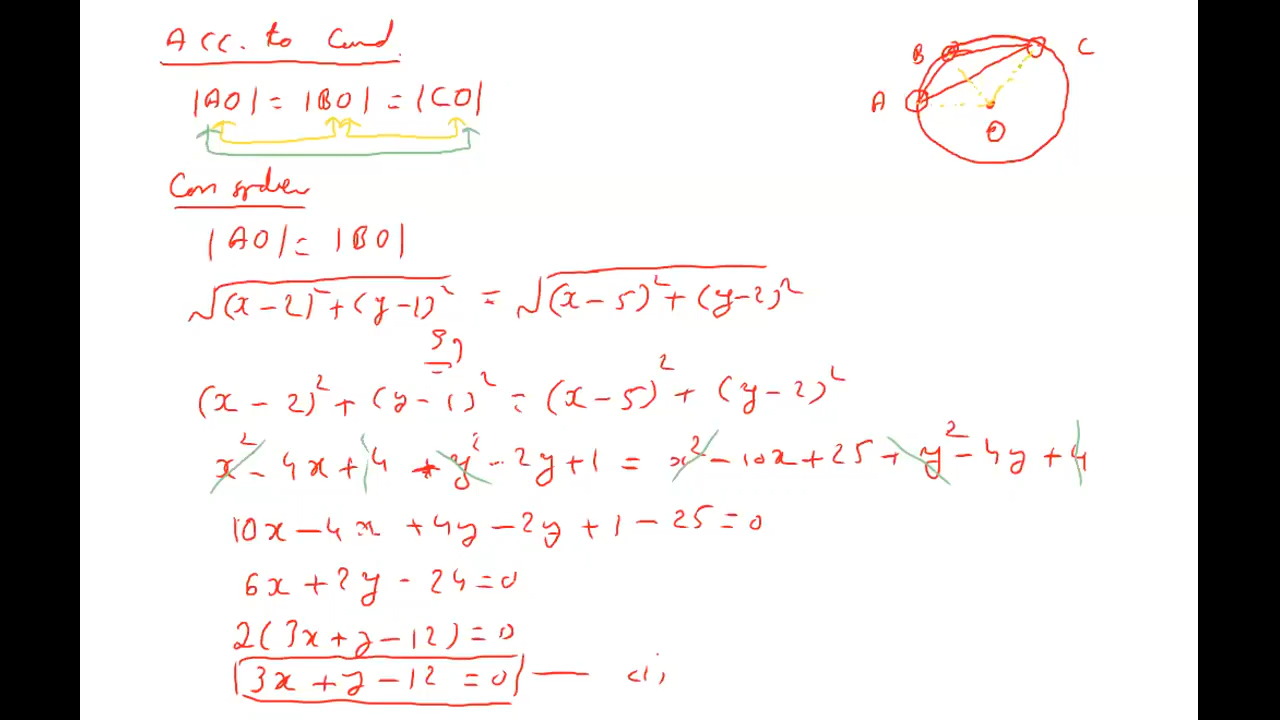 Acc. to Cond.
|AO| = |BO| = |CO|
A B C O
Consider
|AO| = |BO|
√(x-2)²+(y-1)² = √(x-5)²+(y-2)²
(x-2)²+(y-1)² = (x-5)²+(y-2)²
x²-4x+4+y²-2y+1 = x²-10x+25+y²-4y+4
10x-4x+4y-2y+1-25=0
6x+2y-24=0
2(3x+y-12)=0
3x+y-12=0 — (i)